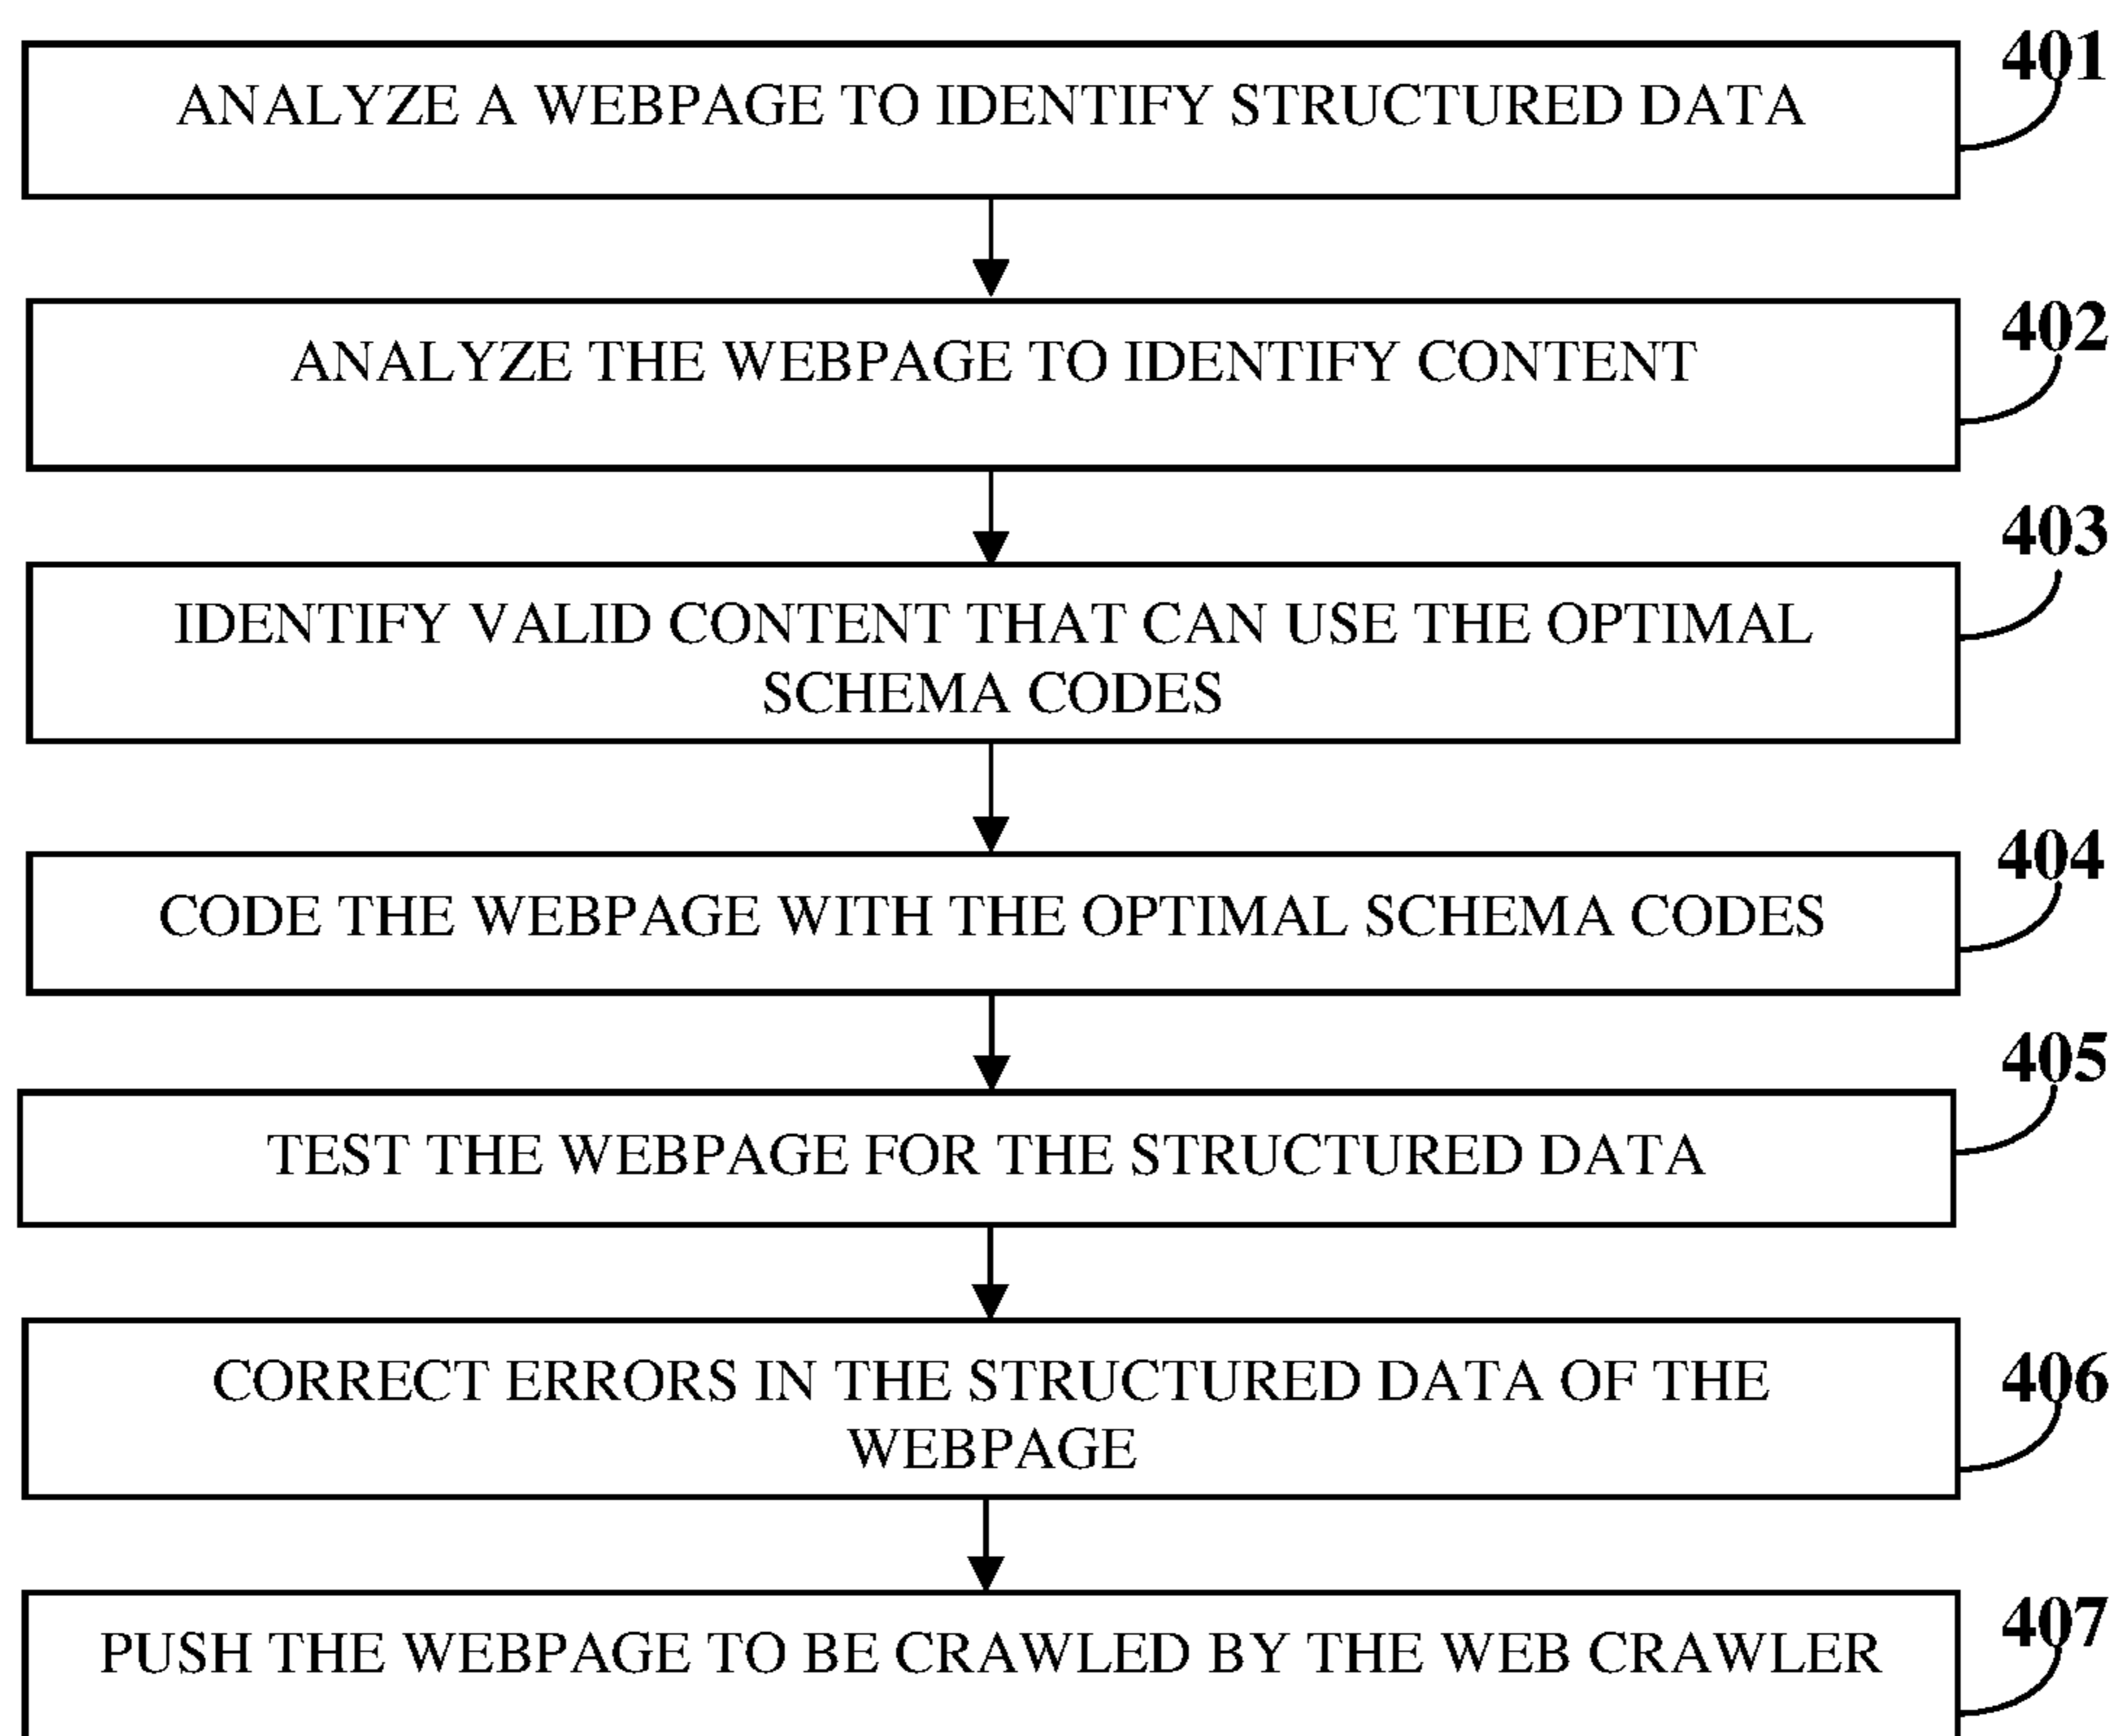 401
ANALYZE A WEBPAGE TO IDENTIFY STRUCTURED DATA
402
ANALYZE THE WEBPAGE TO IDENTIFY CONTENT
403
IDENTIFY VALID CONTENT THAT CAN USE THE OPTIMAL
SCHEMA CODES
404
CODE THE WEBPAGE WITH THE OPTIMAL SCHEMA CODES
405
TEST THE WEBPAGE FOR THE STRUCTURED DATA
406
CORRECT ERRORS IN THE STRUCTURED DATA OF THE
WEBPAGE
407
PUSH THE WEBPAGE TO BE CRAWLED BY THE WEB CRAWLER